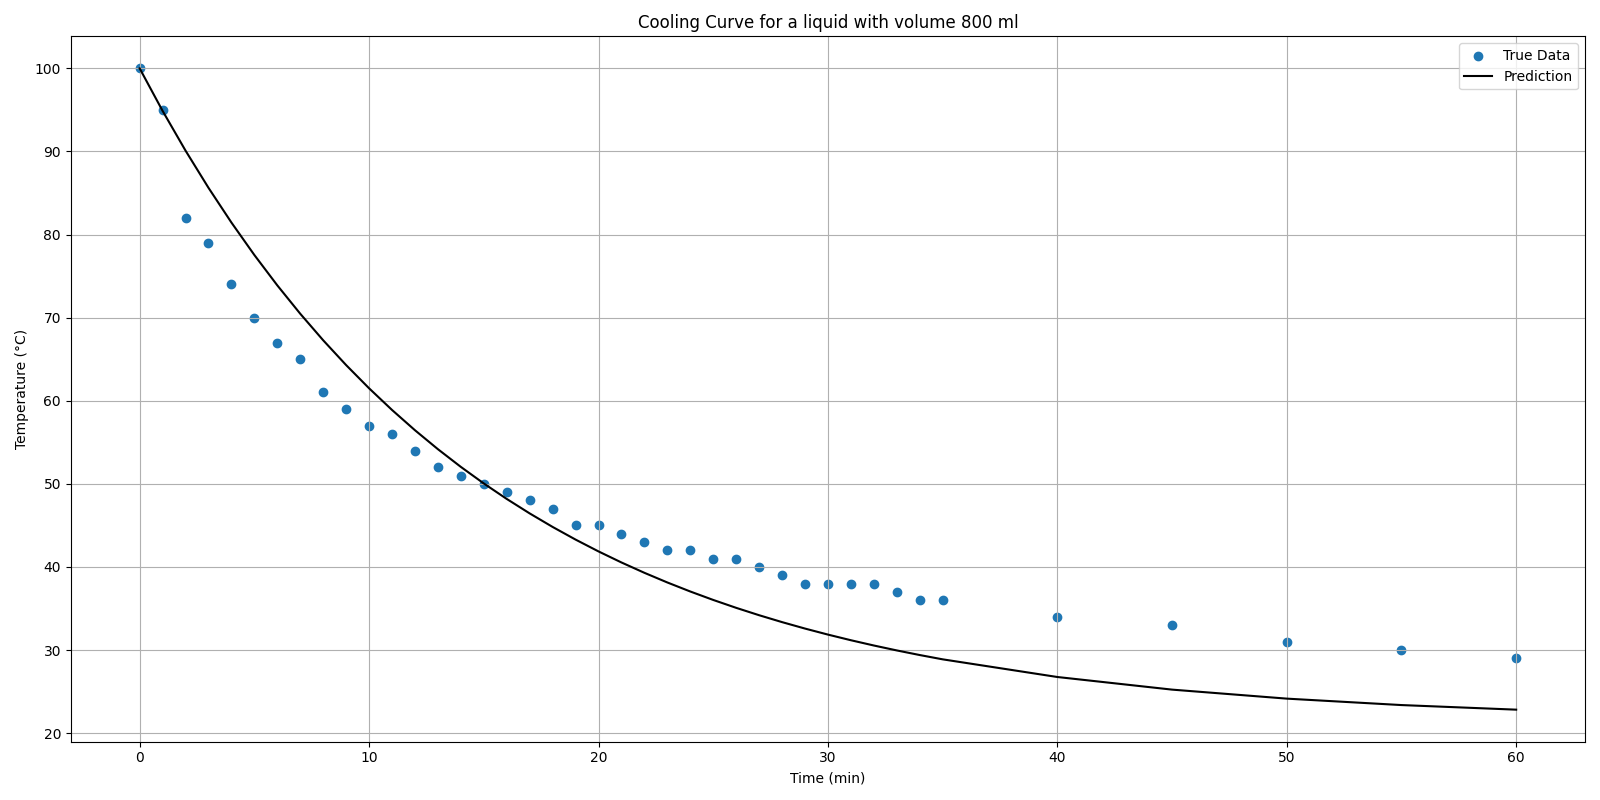 Cooling Curve for a liquid with volume 800 ml
True Data
Prediction
Temperature (°C)
100
90
80
70
60
50
40
30
20
0 10 20 30 40 50 60
Time (min)